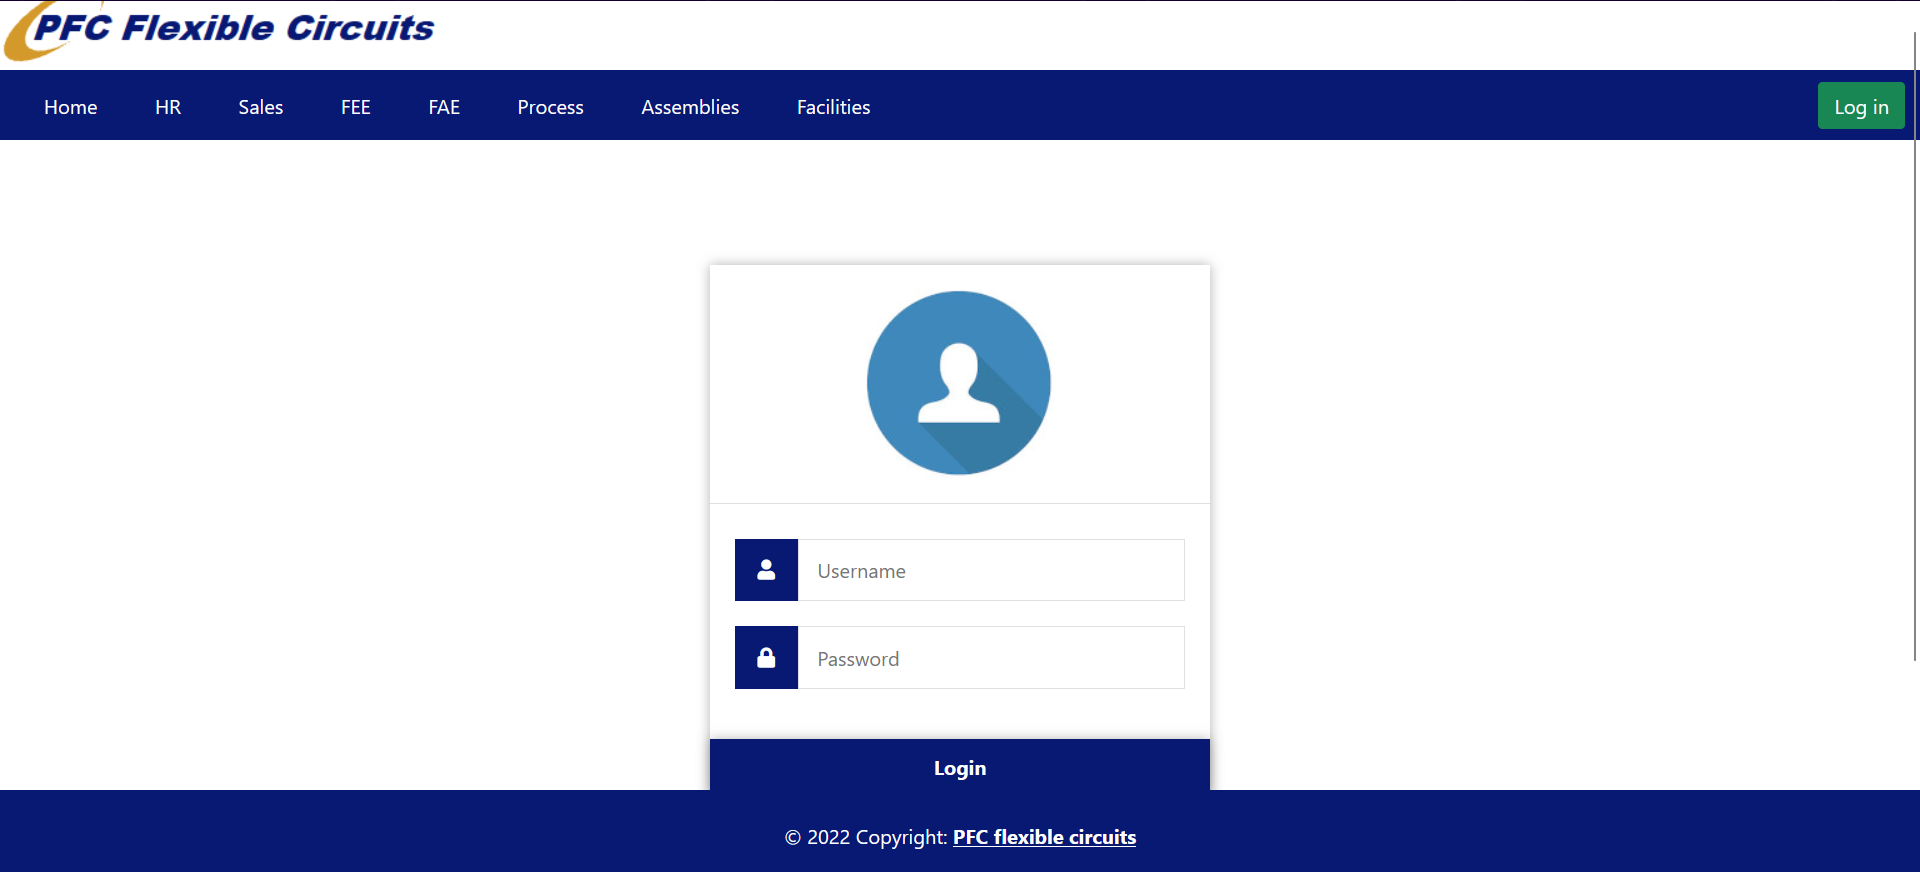 PFC Flexible Circuits
Home HR Sales FEE FAE Process Assemblies Facilities Log in
Username
Password
Login
© 2022 Copyright: PFC flexible circuits